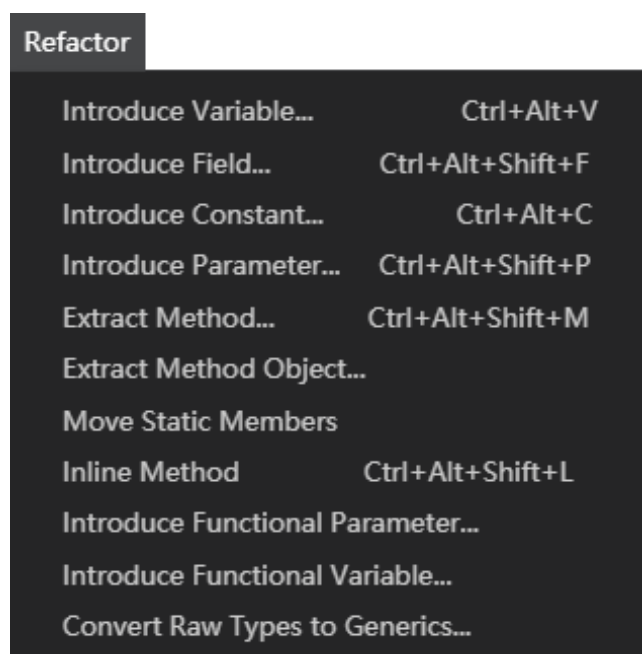 Refactor
Introduce Variable... Ctrl+Alt+V
Introduce Field... Ctrl+Alt+Shift+F
Introduce Constant... Ctrl+Alt+C
Introduce Parameter... Ctrl+Alt+Shift+P
Extract Method... Ctrl+Alt+Shift+M
Extract Method Object...
Move Static Members
Inline Method Ctrl+Alt+Shift+L
Introduce Functional Parameter...
Introduce Functional Variable...
Convert Raw Types to Generics...